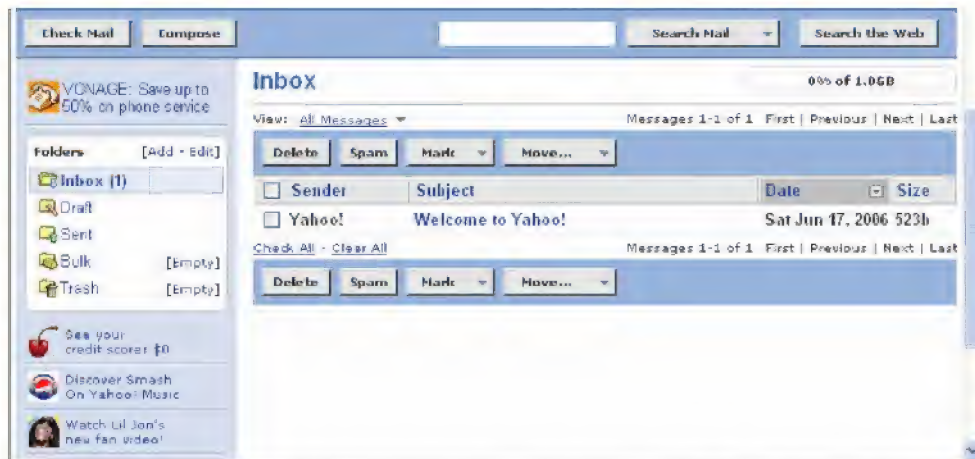 Check Mail Compose Search Mail Search the Web
VONAGE: Save up to
50% on phone service
Folders [Add - Edit]
Inbox (1)
Draft
Sent
Bulk [Empty]
Trash [Empty]
See your
credit score: $0
Discover Smash
On Yahoo! Music
Watch Lil Jon's
new fan video!
Inbox 0% of 1.0GB
View: All Messages Messages 1-1 of 1 First | Previous | Next | Last
Delete Spam Mark Move...
Sender Subject Date Size
Yahoo! Welcome to Yahoo! Sat Jun 17, 2006 523b
Check All - Clear All Messages 1-1 of 1 First | Previous | Next | Last
Delete Spam Mark Move...